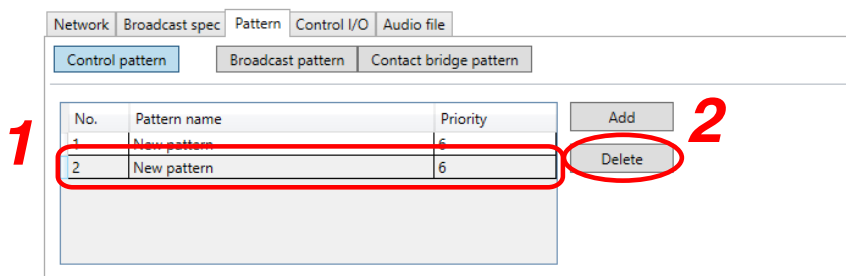 Network Broadcast spec Pattern Control I/O Audio file
Control pattern Broadcast pattern Contact bridge pattern
1 2
No. Pattern name Priority Add
1 New pattern 6
2 New pattern 6 Delete